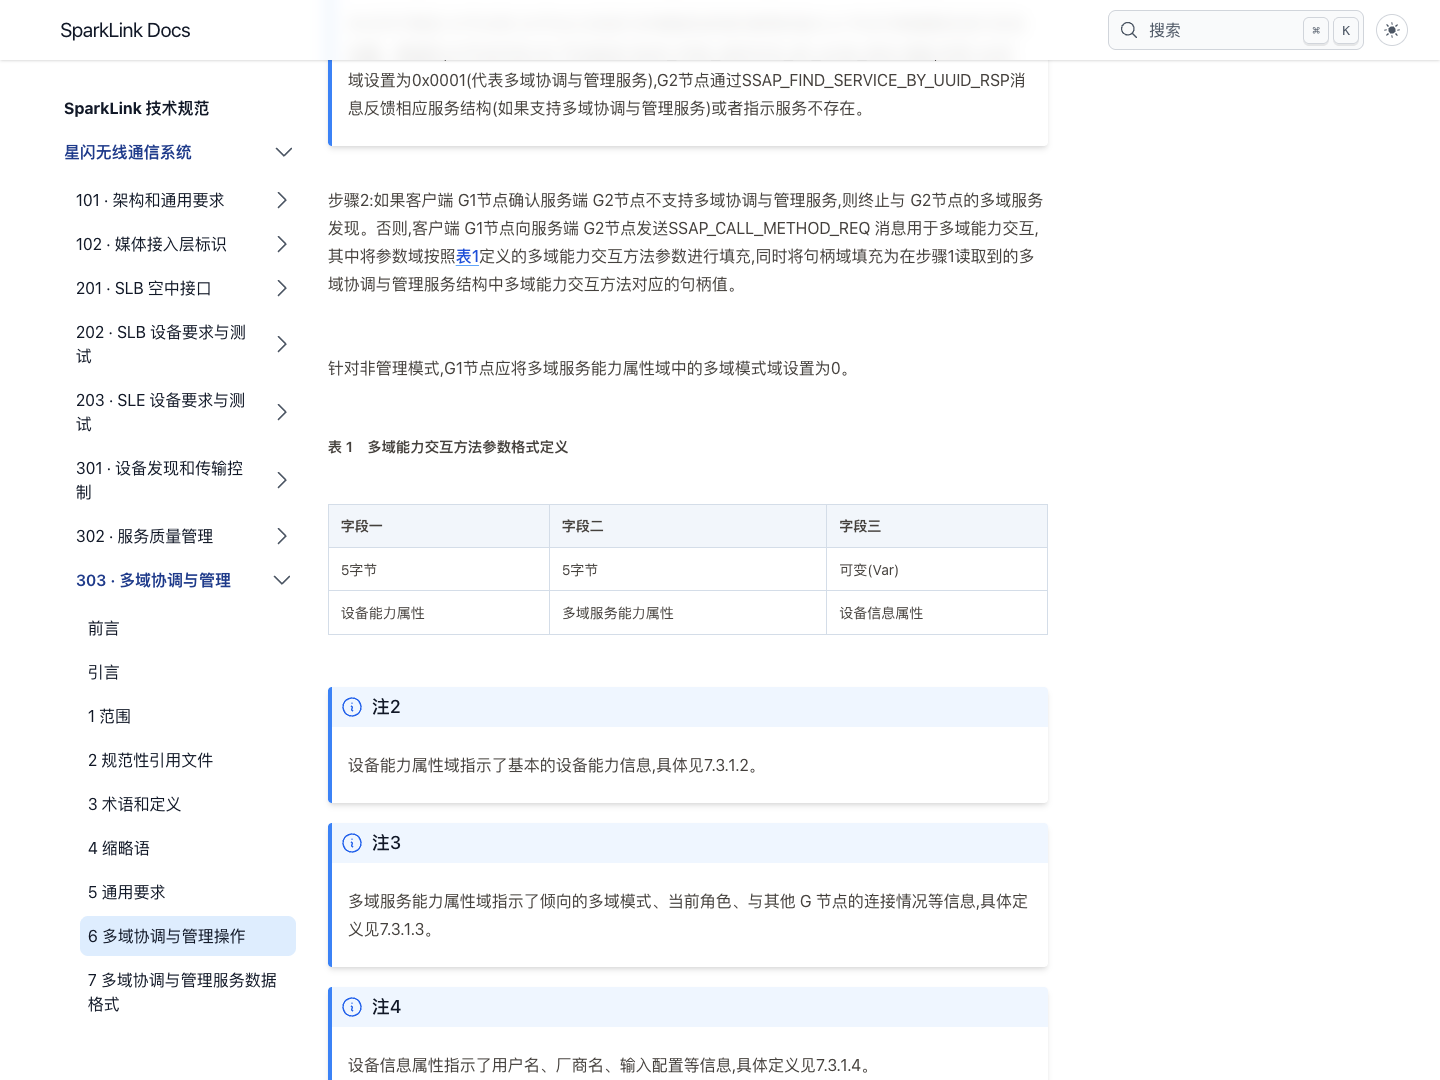 SparkLink Docs
搜索
⌘
K
SparkLink 技术规范
星闪无线通信系统
101 · 架构和通用要求
102 · 媒体接入层标识
201 · SLB 空中接口
202 · SLB 设备要求与测
试
203 · SLE 设备要求与测
试
301 · 设备发现和传输控
制
302 · 服务质量管理
303 · 多域协调与管理
前言
引言
1 范围
2 规范性引用文件
3 术语和定义
4 缩略语
5 通用要求
6 多域协调与管理操作
7 多域协调与管理服务数据
格式
域设置为0x0001(代表多域协调与管理服务),G2节点通过SSAP_FIND_SERVICE_BY_UUID_RSP消
息反馈相应服务结构(如果支持多域协调与管理服务)或者指示服务不存在。
步骤2:如果客户端 G1节点确认服务端 G2节点不支持多域协调与管理服务,则终止与 G2节点的多域服务
发现。否则,客户端 G1节点向服务端 G2节点发送SSAP_CALL_METHOD_REQ 消息用于多域能力交互,
其中将参数域按照表1定义的多域能力交互方法参数进行填充,同时将句柄域填充为在步骤1读取到的多
域协调与管理服务结构中多域能力交互方法对应的句柄值。
针对非管理模式,G1节点应将多域服务能力属性域中的多域模式域设置为0。
表 1　多域能力交互方法参数格式定义
字段一 字段二 字段三
5字节 5字节 可变(Var)
设备能力属性 多域服务能力属性 设备信息属性
注2
设备能力属性域指示了基本的设备能力信息,具体见7.3.1.2。
注3
多域服务能力属性域指示了倾向的多域模式、当前角色、与其他 G 节点的连接情况等信息,具体定
义见7.3.1.3。
注4
设备信息属性指示了用户名、厂商名、输入配置等信息,具体定义见7.3.1.4。